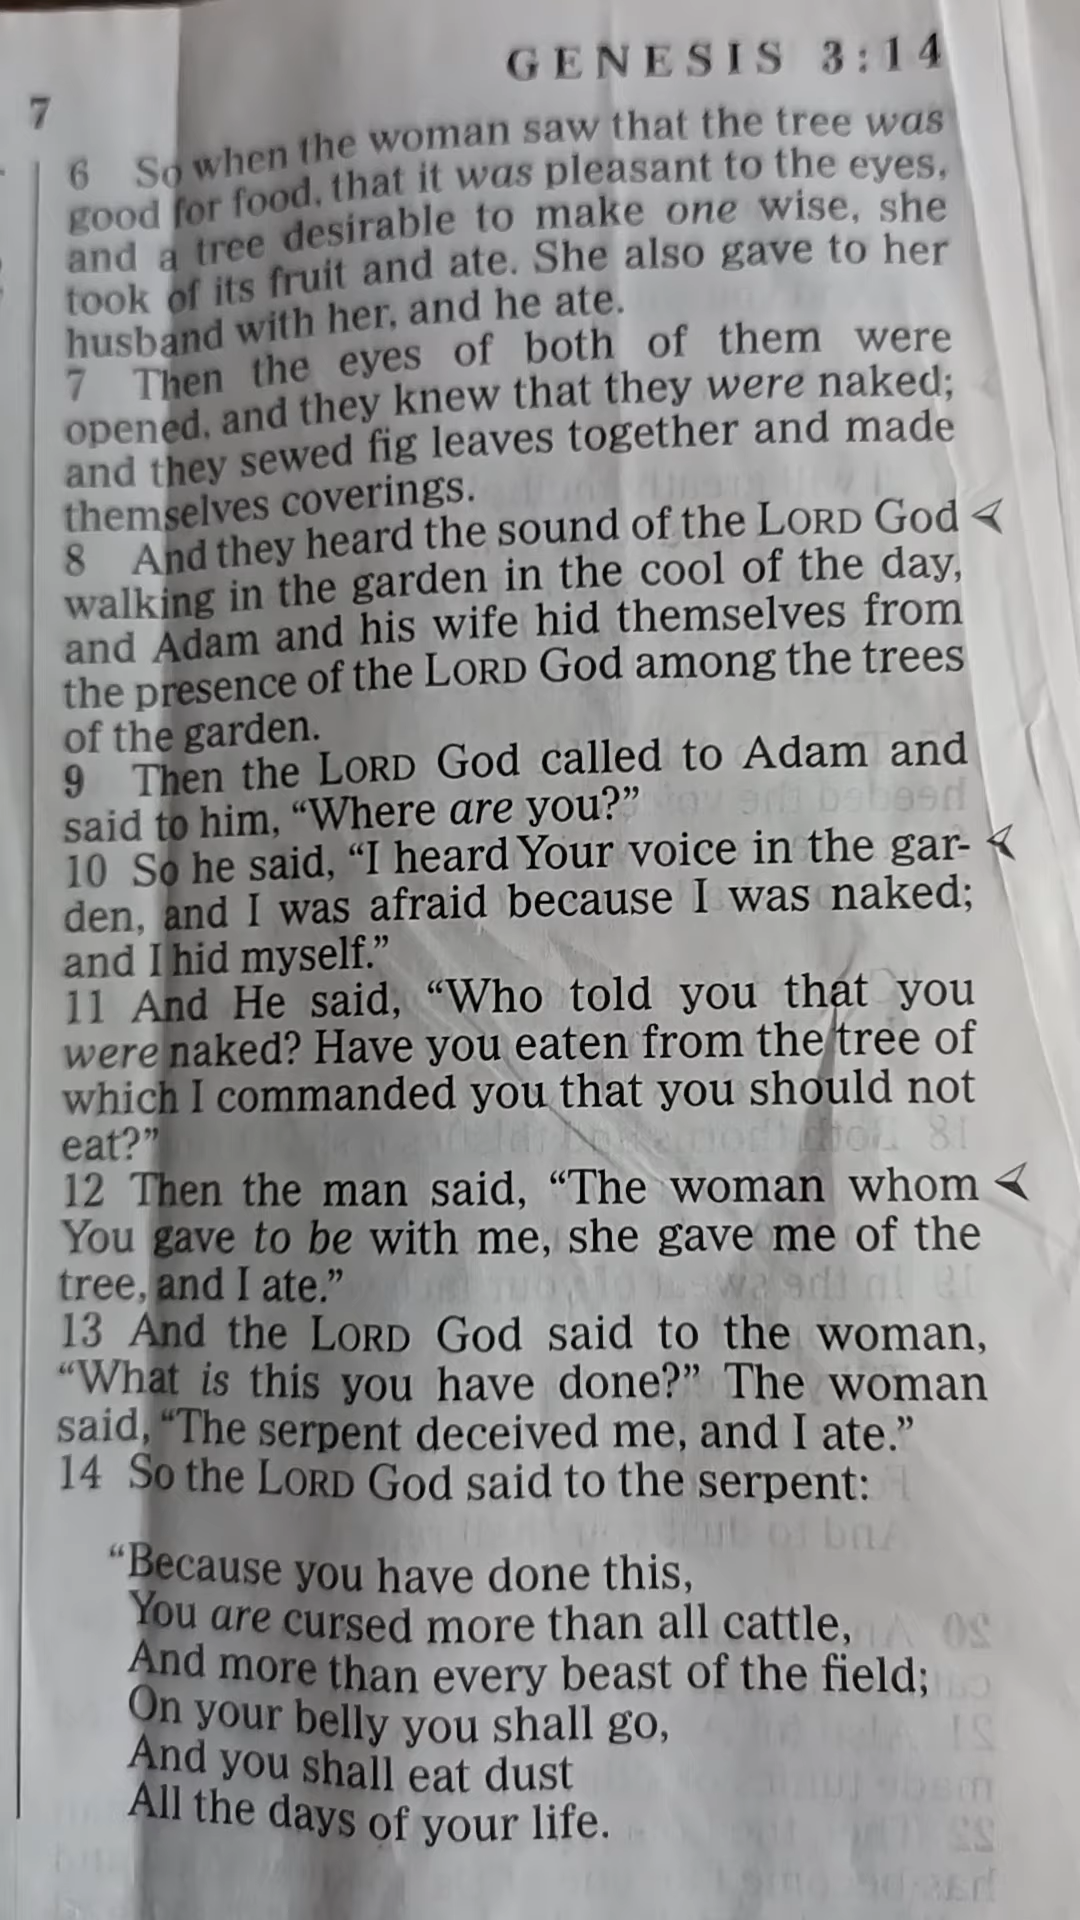 GENESIS 3:14
7
6 So when the woman saw that the tree was
good for food, that it was pleasant to the eyes,
and a tree desirable to make one wise, she
took of its fruit and ate. She also gave to her
husband with her, and he ate.
7 Then the eyes of both of them were
opened, and they knew that they were naked;
and they sewed fig leaves together and made
themselves coverings.
8 And they heard the sound of the LORD God
walking in the garden in the cool of the day,
and Adam and his wife hid themselves from
the presence of the LORD God among the trees
of the garden.
9 Then the LORD God called to Adam and
said to him, “Where are you?”
10 So he said, “I heard Your voice in the gar-
den, and I was afraid because I was naked;
and I hid myself.”
11 And He said, “Who told you that you
were naked? Have you eaten from the tree of
which I commanded you that you should not
eat?”
12 Then the man said, “The woman whom
You gave to be with me, she gave me of the
tree, and I ate.”
13 And the LORD God said to the woman,
“What is this you have done?” The woman
said, “The serpent deceived me, and I ate.”
14 So the LORD God said to the serpent:
“Because you have done this,
You are cursed more than all cattle,
And more than every beast of the field;
On your belly you shall go,
And you shall eat dust
All the days of your life.